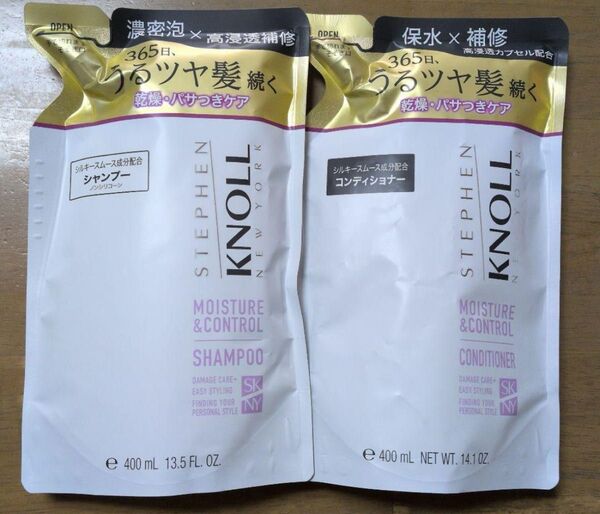 OPEN
濃密泡 × 高浸透補修
365日、
うるツヤ髪 続く
乾燥・パサつきケア
シルキースムース成分配合
シャンプー
ノンシリコーン
STEPHEN
KNOLL
NEW YORK
MOISTURE
&CONTROL
SHAMPOO
DAMAGE CARE+
EASY STYLING
FINDING YOUR
PERSONAL STYLE
SK
NY
℮ 400 mL 13.5 FL. OZ.
OPEN
保水 × 補修
高浸透カプセル配合
365日、
うるツヤ髪 続く
乾燥・パサつきケア
シルキースムース成分配合
コンディショナー
STEPHEN
KNOLL
NEW YORK
MOISTURE
&CONTROL
CONDITIONER
DAMAGE CARE+
EASY STYLING
FINDING YOUR
PERSONAL STYLE
SK
NY
℮ 400 mL NET WT. 14.1 OZ.